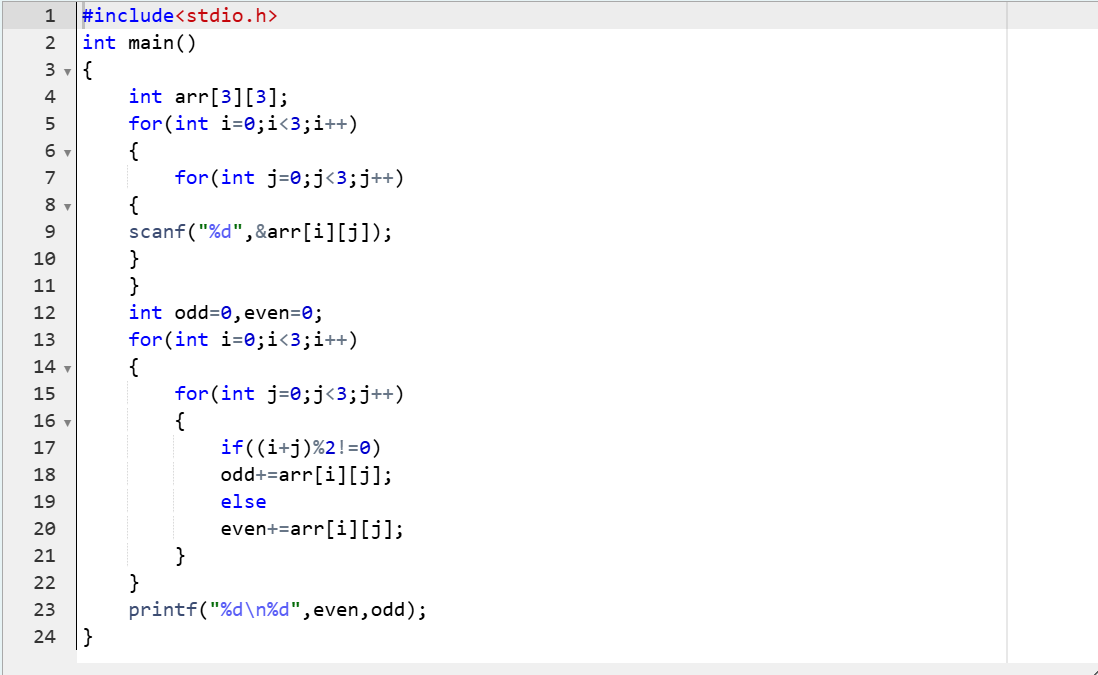 1 #include<stdio.h>
2 int main()
3 {
4     int arr[3][3];
5     for(int i=0;i<3;i++)
6     {
7         for(int j=0;j<3;j++)
8     {
9     scanf("%d",&arr[i][j]);
10     }
11     }
12     int odd=0,even=0;
13     for(int i=0;i<3;i++)
14     {
15         for(int j=0;j<3;j++)
16         {
17             if((i+j)%2!=0)
18             odd+=arr[i][j];
19             else
20             even+=arr[i][j];
21         }
22     }
23     printf("%d\n%d",even,odd);
24 }